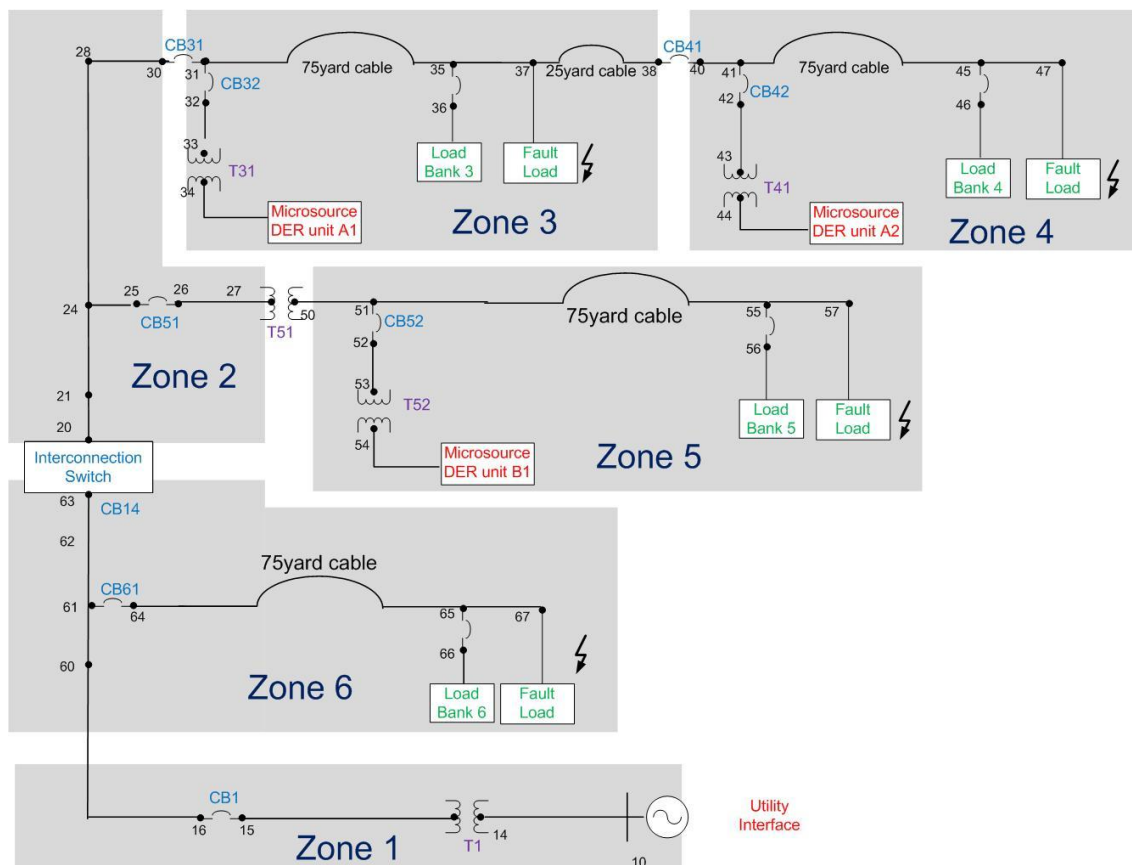 28
30
CB31
31
CB32
32
33
34
T31
75yard cable
35
36
37
25yard cable
38
Load
Bank 3
Fault
Load
Microsource
DER unit A1
Zone 3
CB41
40
41
CB42
42
43
44
T41
75yard cable
45
46
47
Load
Bank 4
Fault
Load
Microsource
DER unit A2
Zone 4
24
25
26
27
CB51
T51
50
21
20
Zone 2
51
CB52
52
53
54
T52
75yard cable
55
56
57
Load
Bank 5
Fault
Load
Microsource
DER unit B1
Zone 5
Interconnection
Switch
63
CB14
62
61
CB61
64
60
75yard cable
65
66
67
Load
Bank 6
Fault
Load
Zone 6
CB1
16
15
T1
14
10
Utility
Interface
Zone 1